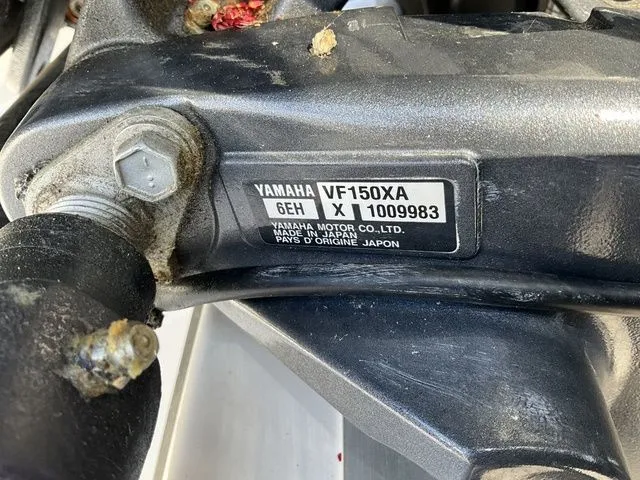 YAMAHA VF150XA
6EH X 1009983
YAMAHA MOTOR CO.,LTD.
MADE IN JAPAN
PAYS D'ORIGINE JAPON